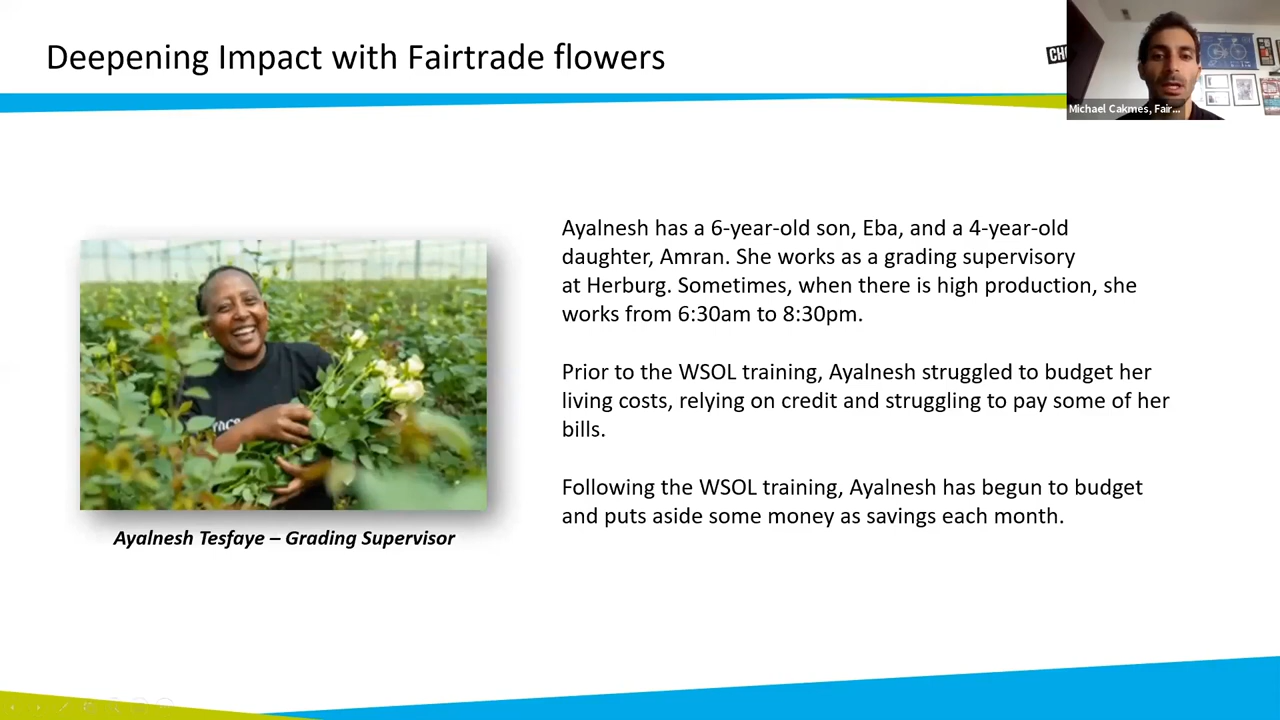 Deepening Impact with Fairtrade flowers
Michael Cakmes, Fair...
Ayalnesh has a 6-year-old son, Eba, and a 4-year-old
daughter, Amran. She works as a grading supervisory
at Herburg. Sometimes, when there is high production, she
works from 6:30am to 8:30pm.
Prior to the WSOL training, Ayalnesh struggled to budget her
living costs, relying on credit and struggling to pay some of her
bills.
Following the WSOL training, Ayalnesh has begun to budget
and puts aside some money as savings each month.
Ayalnesh Tesfaye – Grading Supervisor